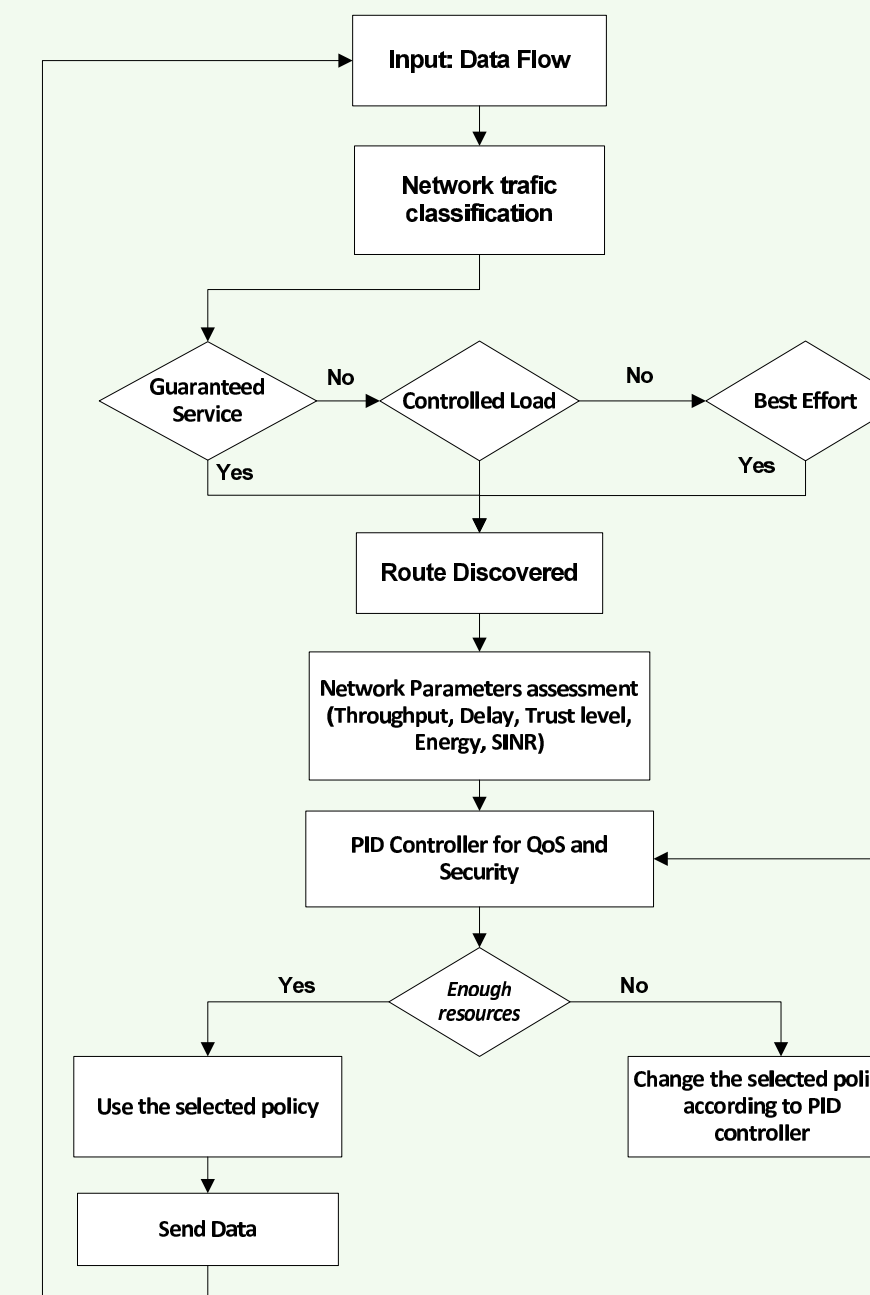 Input: Data Flow
Network trafic
classification
Guaranteed
Service
No
Controlled Load
No
Best Effort
Yes
Yes
Route Discovered
Network Parameters assessment
(Throughput, Delay, Trust level,
Energy, SINR)
PID Controller for QoS and
Security
Yes
Enough
resources
No
Use the selected policy
Change the selected poli
according to PID
controller
Send Data